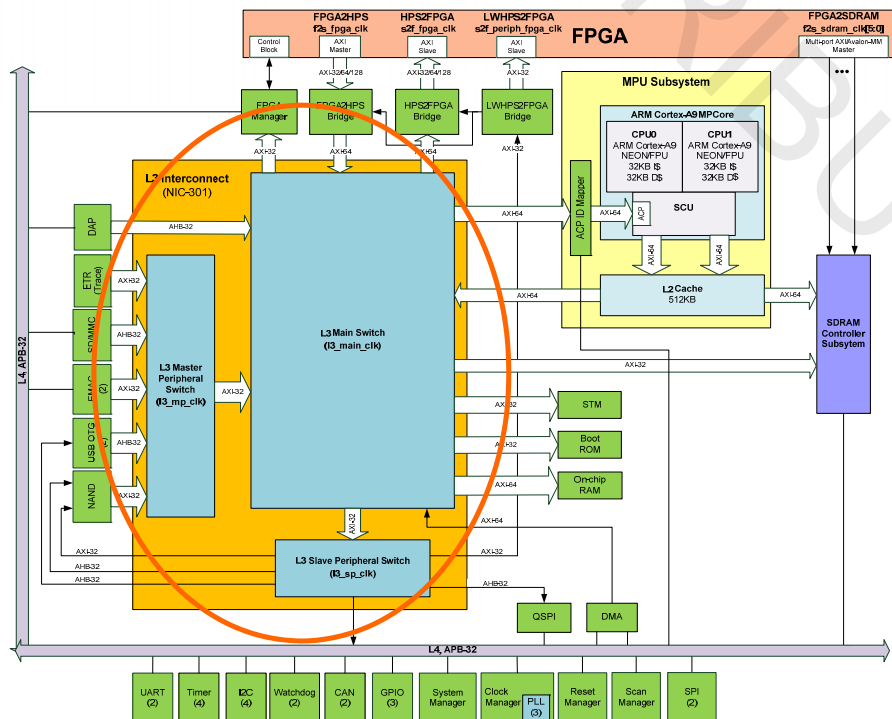 FPGA2HPS
f2s_fpga_clk
HPS2FPGA
s2f_fpga_clk
LWHPS2FPGA
s2f_periph_fpga_clk
FPGA2SDRAM
f2s_sdram_clk[5:0]
FPGA
Control
Block
AXI
Master
AXI
Slave
AXI
Slave
Multi-port AXI/Avalon-MM
Master
AXI-32/64/128
AXI-32/64/128
AXI-32
...
FPGA
Manager
FPGA2HPS
Bridge
HPS2FPGA
Bridge
LWHPS2FPGA
Bridge
AXI-32
AXI-64
AXI-64
AXI-32
MPU Subsystem
ARM Cortex-A9 MPCore
CPU0
ARM Cortex-A9
NEON/FPU
32KB I$
32KB D$
CPU1
ARM Cortex-A9
NEON/FPU
32KB I$
32KB D$
SCU
ACP
ACP ID Mapper
AXI-64
AXI-64
AXI-64
AXI-64
L2 Cache
512KB
AXI-64
AXI-64
SDRAM
Controller
Subsytem
L3 Interconnect
(NIC-301)
DAP
AHB-32
ETR
(Trace)
AXI-32
SD/MMC
AHB-32
EMAC
(2)
AXI-32
USB OTG
(2)
AHB-32
NAND
AXI-32
L3 Master
Peripheral
Switch
(l3_mp_clk)
AXI-32
L3 Main Switch
(l3_main_clk)
AXI-32
AXI-32
STM
AXI-32
Boot
ROM
AXI-64
On-chip
RAM
AXI-32
AXI-64
L3 Slave Peripheral Switch
(l3_sp_clk)
AXI-32
AXI-32
AHB-32
AHB-32
AHB-32
QSPI
DMA
L4, APB-32
L4, APB-32
UART
(2)
Timer
(4)
I2C
(4)
Watchdog
(2)
CAN
(2)
GPIO
(3)
System
Manager
Clock
Manager
PLL
(3)
Reset
Manager
Scan
Manager
SPI
(2)
RIBU